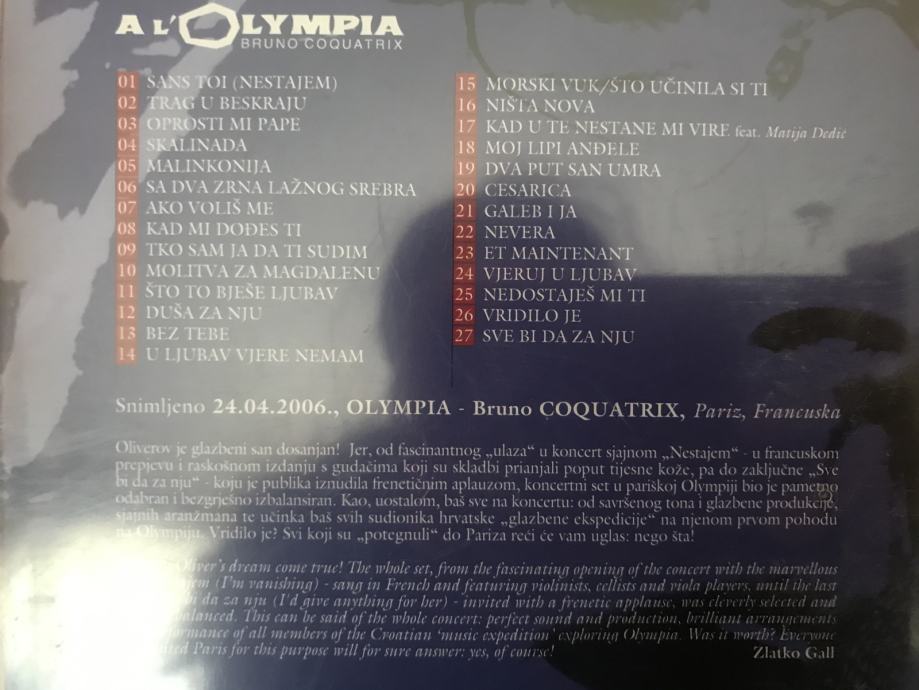 A L'OLYMPIA
BRUNO COQUATRIX
01 SANS TOI (NESTAJEM)
02 TRAG U BESKRAJU
03 OPROSTI MI PAPE
04 SKALINADA
05 MALINKONIJA
06 SA DVA ZRNA LAŽNOG SREBRA
07 AKO VOLIŠ ME
08 KAD MI DOĐEŠ TI
09 TKO SAM JA DA TI SUDIM
10 MOLITVA ZA MAGDALENU
11 ŠTO TO BJEŠE LJUBAV
12 DUŠA ZA NJU
13 BEZ TEBE
14 U LJUBAV VJERE NEMAM
15 MORSKI VUK/ŠTO UČINILA SI TI
16 NIŠTA NOVA
17 KAD U TE NESTANE MI VIRE feat. Matija Dedić
18 MOJ LIPI ANĐELE
19 DVA PUT SAN UMRA
20 CESARICA
21 GALEB I JA
22 NEVERA
23 ET MAINTENANT
24 VJERUJ U LJUBAV
25 NEDOSTAJEŠ MI TI
26 VRIDILO JE
27 SVE BI DA ZA NJU
Snimljeno 24.04.2006., OLYMPIA - Bruno COQUATRIX, Pariz, Francuska
Oliverov je glazbeni san dosanjan! Jer, od fascinantnog „ulaza“ u koncert sjajnom „Nestajem“ - u francuskom
prepjevu i raskošnom izdanju s gudačima koji su skladbi prianjali poput tijesne kože, pa do zaključne „Sve
bi da za nju“ - koju je publika iznudila frenetičnim aplauzom, koncertni set u pariškoj Olympiji bio je pametno
odabran i bezgrješno izbalansiran. Kao, uostalom, baš sve na koncertu: od savršenog tona i glazbene produkcije,
sjajnih aranžmana te učinka baš svih sudionika hrvatske „glazbene ekspedicije“ na njenom prvom pohodu
na Olympiju. Vridilo je? Svi koji su „potegnuli“ do Pariza reći će vam uglas: nego šta!
Oliver's dream come true! The whole set, from the fascinating opening of the concert with the marvellous
(I'm vanishing) - sang in French and featuring violinists, cellists and viola players, until the last
bi da za nju (I'd give anything for her) - invited with a frenetic applause, was cleverly selected and
balanced. This can be said of the whole concert: perfect sound and production, brilliant arrangements
of all members of the Croatian 'music expedition' exploring Olympia. Was it worth? Everyone
Paris for this purpose will for sure answer: yes, of course!
Zlatko Gall